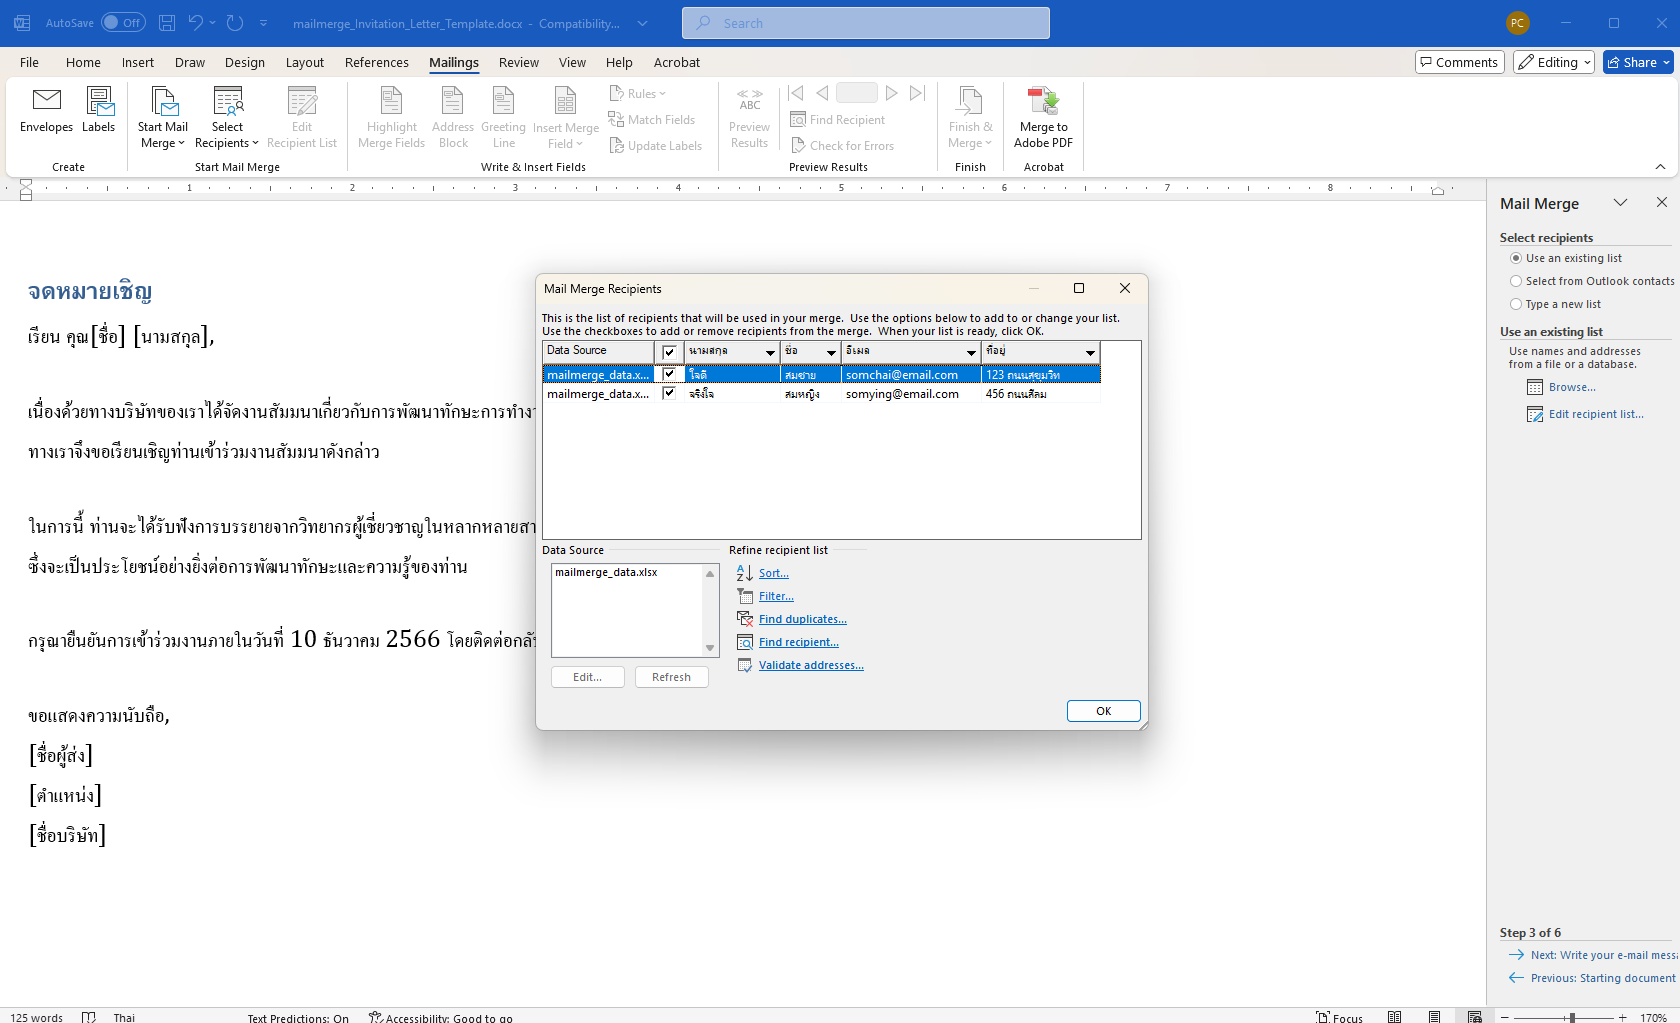 AutoSave Off mailmerge_Invitation_Letter_Template.docx - Compatibility... Search PC
File Home Insert Draw Design Layout References Mailings Review View Help Acrobat Comments Editing Share
Envelopes Labels Start Mail Merge Select Recipients Edit Recipient List Highlight Merge Fields Address Block Greeting Line Insert Merge Field Rules Match Fields Update Labels ABC Preview Results Find Recipient Check for Errors Finish & Merge Merge to Adobe PDF
Create Start Mail Merge Write & Insert Fields Preview Results Finish Acrobat
1 2 3 4 5 6 7 8
จดหมายเชิญ
เรียน คุณ[ชื่อ] [นามสกุล],
เนื่องด้วยทางบริษัทของเราได้จัดงานสัมมนาเกี่ยวกับการพัฒนาทักษะการทำงา
ทางเราจึงขอเรียนเชิญท่านเข้าร่วมงานสัมมนาดังกล่าว
ในการนี้ ท่านจะได้รับฟังการบรรยายจากวิทยากรผู้เชี่ยวชาญในหลากหลายสา
ซึ่งจะเป็นประโยชน์อย่างยิ่งต่อการพัฒนาทักษะและความรู้ของท่าน
กรุณายืนยันการเข้าร่วมงานภายในวันที่ 10 ธันวาคม 2566 โดยติดต่อกลับ
ขอแสดงความนับถือ,
[ชื่อผู้ส่ง]
[ตำแหน่ง]
[ชื่อบริษัท]
Mail Merge Recipients
This is the list of recipients that will be used in your merge. Use the options below to add to or change your list.
Use the checkboxes to add or remove recipients from the merge. When your list is ready, click OK.
Data Source นามสกุล ชื่อ อีเมล ที่อยู่
mailmerge_data.x... ใจดี สมชาย somchai@email.com 123 ถนนสุขุมวิท
mailmerge_data.x... จริงใจ สมหญิง somying@email.com 456 ถนนสีลม
Data Source
mailmerge_data.xlsx
Edit... Refresh
Refine recipient list
Sort...
Filter...
Find duplicates...
Find recipient...
Validate addresses...
OK
Mail Merge
Select recipients
Use an existing list
Select from Outlook contacts
Type a new list
Use an existing list
Use names and addresses
from a file or a database.
Browse...
Edit recipient list...
Step 3 of 6
Next: Write your e-mail messa
Previous: Starting document
125 words Thai Text Predictions: On Accessibility: Good to go Focus 170%